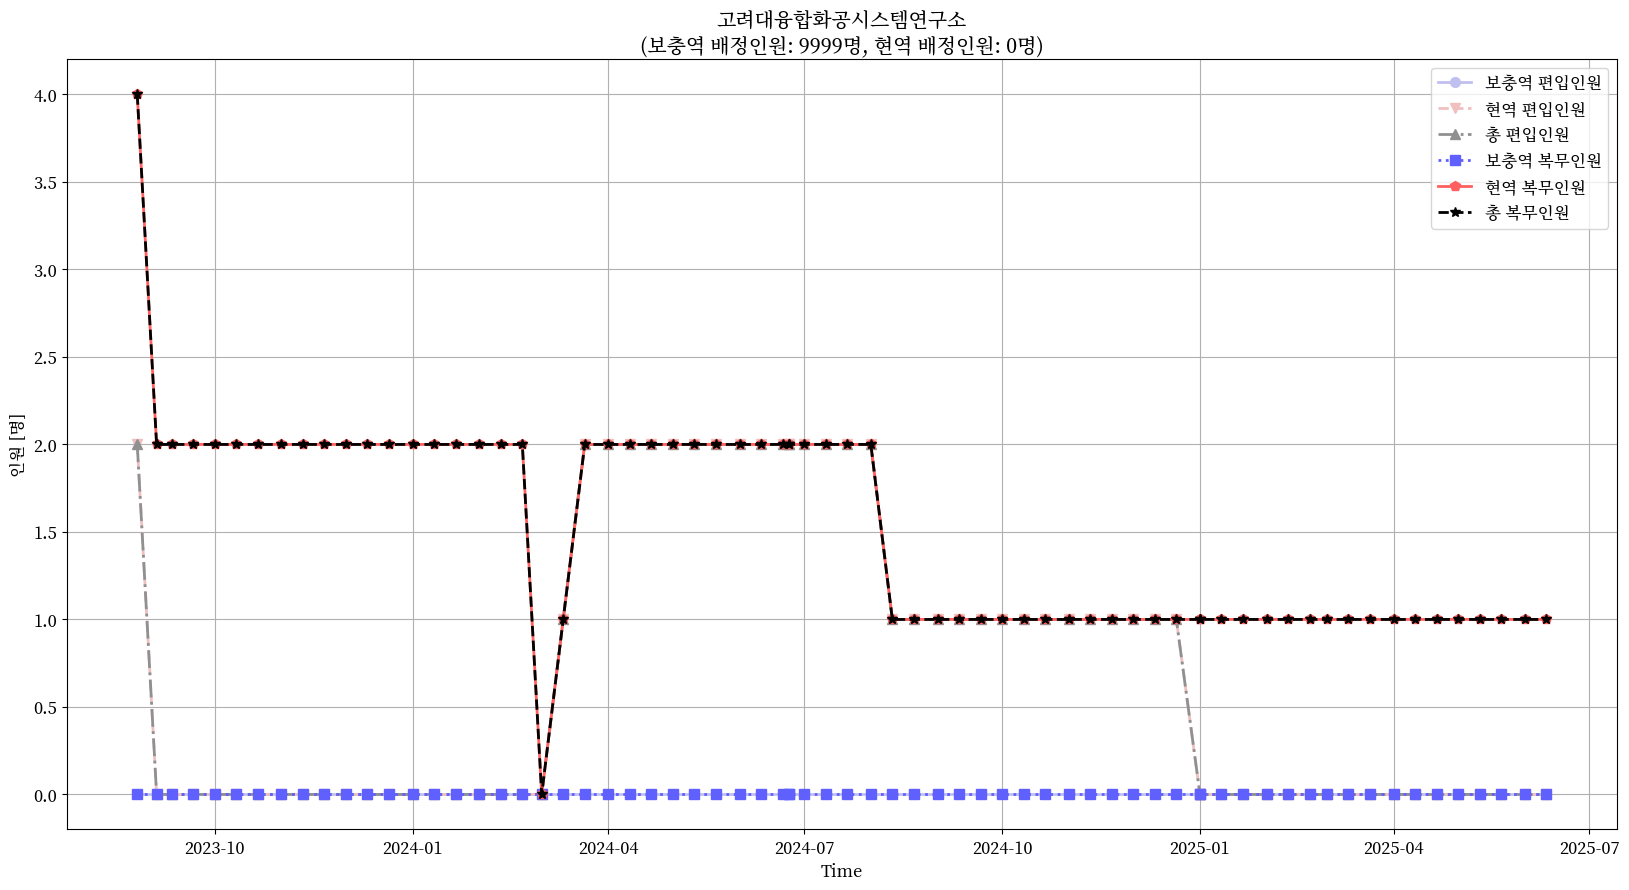 고려대융합화공시스템연구소
(보충역 배정인원: 9999명, 현역 배정인원: 0명)
보충역 편입인원
현역 편입인원
총 편입인원
보충역 복무인원
현역 복무인원
총 복무인원
4.0
3.5
3.0
2.5
2.0
1.5
1.0
0.5
0.0
인원 [명]
2023-10
2024-01
2024-04
2024-07
2024-10
2025-01
2025-04
2025-07
Time